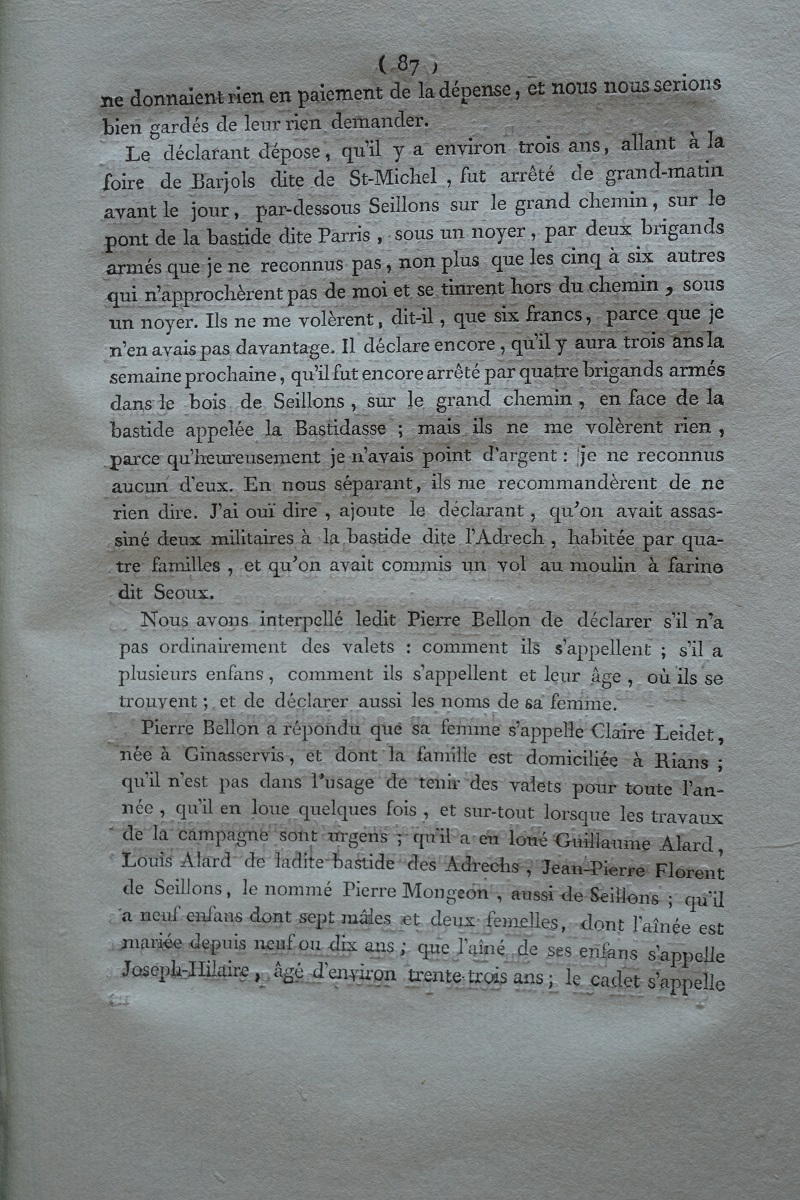 ( 87 )
ne donnaient rien en paiement de la dépense, et nous nous serions
bien gardés de leur rien demander.
Le déclarant dépose, qu'il y a environ trois ans, allant à la
foire de Barjols dite de St-Michel , fut arrêté de grand-matin
avant le jour, par-dessous Seillons sur le grand chemin, sur le
pont de la bastide dite Parris , sous un noyer, par deux brigands
armés que je ne reconnus pas, non plus que les cinq à six autres
qui n'approchèrent pas de moi et se tinrent hors du chemin , sous
un noyer. Ils ne me volèrent, dit-il, que six francs, parce que je
n'en avais pas davantage. Il déclare encore, qu'il y aura trois ans la
semaine prochaine, qu'il fut encore arrêté par quatre brigands armés
dans le bois de Seillons , sur le grand chemin , en face de la
bastide appelée la Bastidasse ; mais ils ne me volèrent rien ,
parce qu'heureusement je n'avais point d'argent : je ne reconnus
aucun d'eux. En nous séparant, ils me recommandèrent de ne
rien dire. J'ai ouï dire , ajoute le déclarant , qu'on avait assas-
siné deux militaires à la bastide dite l'Adrech , habitée par qua-
tre familles , et qu'on avait commis un vol au moulin à farine
dit Seoux.
Nous avons interpellé ledit Pierre Bellon de déclarer s'il n'a
pas ordinairement des valets : comment ils s'appellent ; s'il a
plusieurs enfans, comment ils s'appellent et leur âge , où ils se
trouvent ; et de déclarer aussi les noms de sa femme.
Pierre Bellon a répondu que sa femme s'appelle Claire Leidet,
née à Ginasservis, et dont la famille est domiciliée à Rians ;
qu'il n'est pas dans l'usage de tenir des valets pour toute l'an-
née , qu'il en loue quelques fois , et sur-tout lorsque les travaux
de la campagne sont urgens ; qu'il a eu loué Guillaume Alard,
Louis Alard de ladite bastide des Adrechs , Jean-Pierre Florent
de Seillons, le nommé Pierre Mongeon , aussi de Seillons ; qu'il
a neuf enfans dont sept mâles et deux femelles, dont l'aînée est
mariée depuis neuf ou dix ans ; que l'aîné de ses enfans s'appelle
Joseph-Hilaire, âgé d'environ trente-trois ans ; le cadet s'appelle